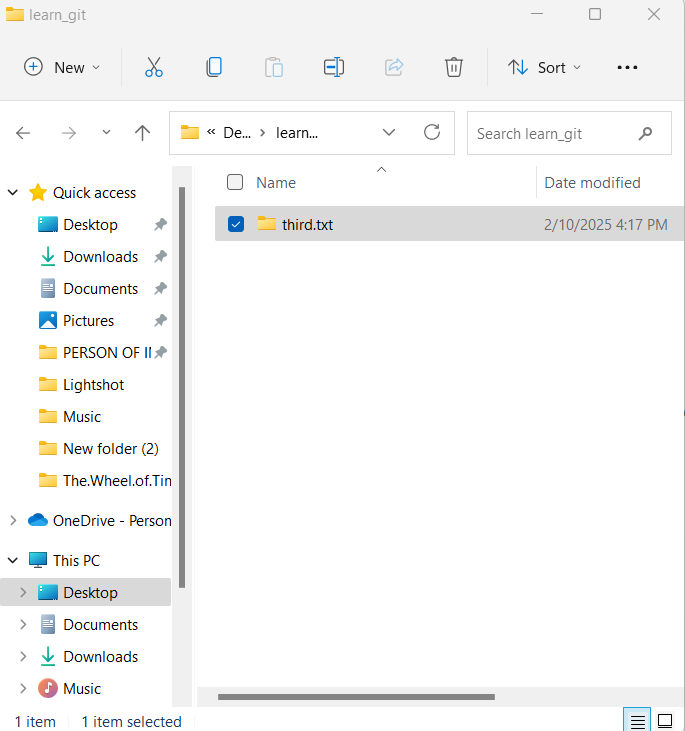 learn_git
New Sort
« De... > learn... Search learn_git
Name Date modified
third.txt 2/10/2025 4:17 PM
Quick access
Desktop
Downloads
Documents
Pictures
PERSON OF I
Lightshot
Music
New folder (2)
The.Wheel.of.Tin
OneDrive - Person
This PC
Desktop
Documents
Downloads
Music
1 item 1 item selected